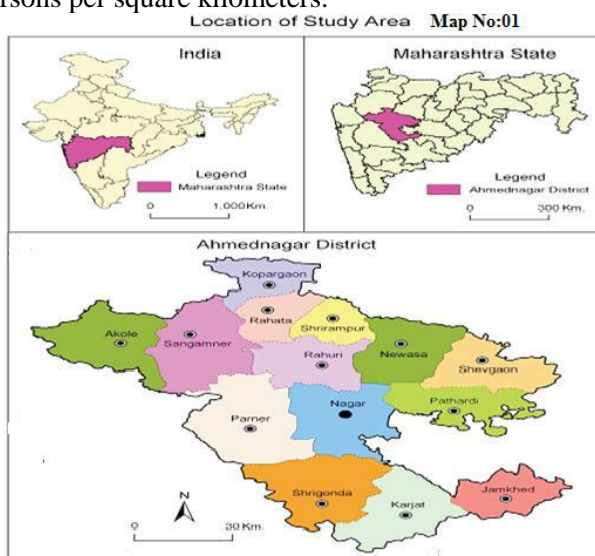 rsons per square kilometers.
Location of Study Area Map No:01
India
Legend
Maharashtra State
0 1,000Km.
Maharashtra State
Legend
Ahmednagar District
0 300 Km.
Ahmednagar District
Kopargaon
Rahata
Shrirampur
Akole
Sangamner
Rahuri
Newasa
Shevgaon
Pathardi
Parner
Nagar
Shrigonda
Karjat
Jamkhed
N
0 30 Km.